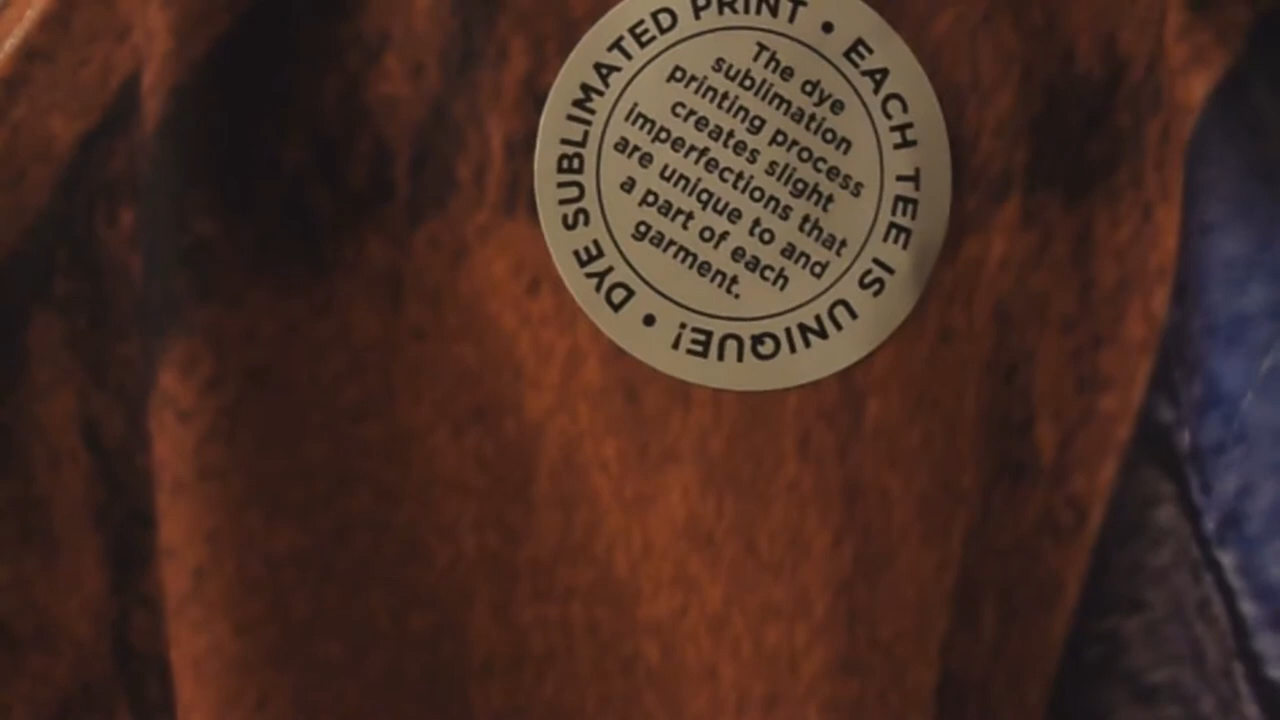 DYE SUBLIMATED PRINT • EACH TEE IS UNIQUE! •
The dye
sublimation
printing process
creates slight
imperfections that
are unique to and
a part of each
garment.